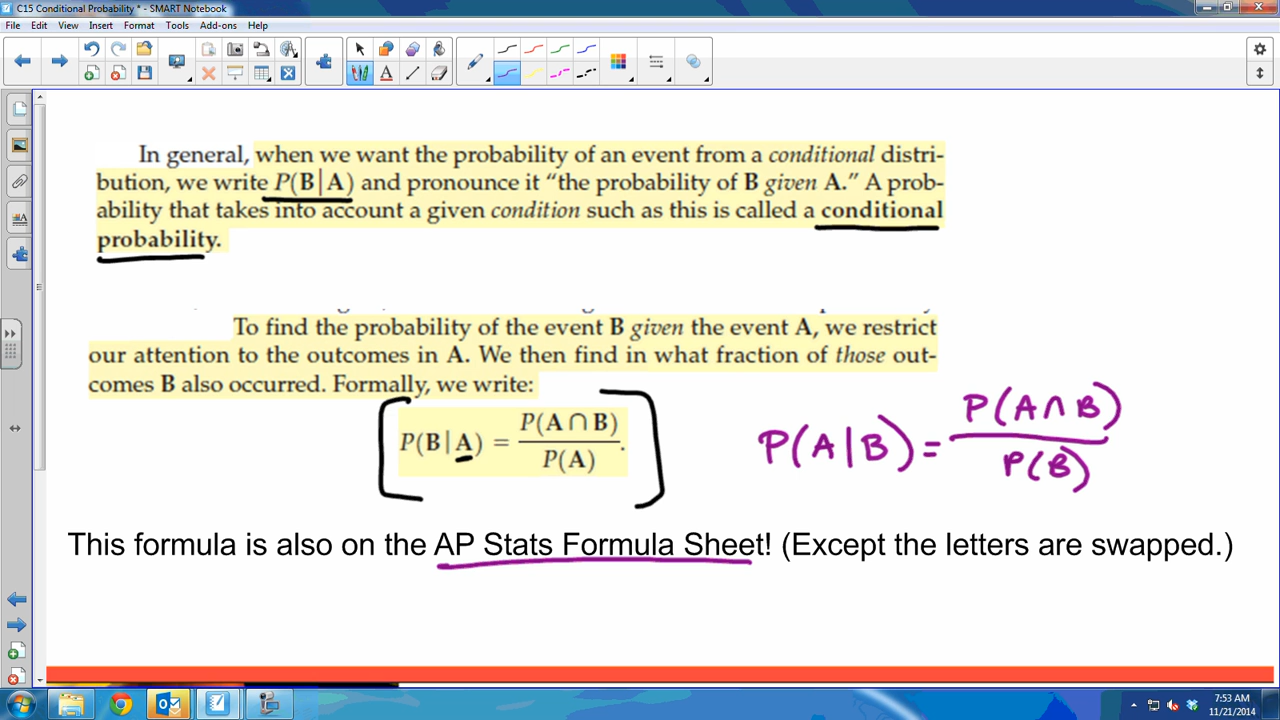 C15 Conditional Probability * - SMART Notebook
File Edit View Insert Format Tools Add-ons Help
In general, when we want the probability of an event from a conditional distri-
bution, we write P(B|A) and pronounce it “the probability of B given A.” A prob-
ability that takes into account a given condition such as this is called a conditional
probability.
To find the probability of the event B given the event A, we restrict
our attention to the outcomes in A. We then find in what fraction of those out-
comes B also occurred. Formally, we write:
P(B|A) = P(A ∩ B) / P(A).
P(A|B) = P(A ∩ B) / P(B)
This formula is also on the AP Stats Formula Sheet! (Except the letters are swapped.)
7:53 AM
11/21/2014